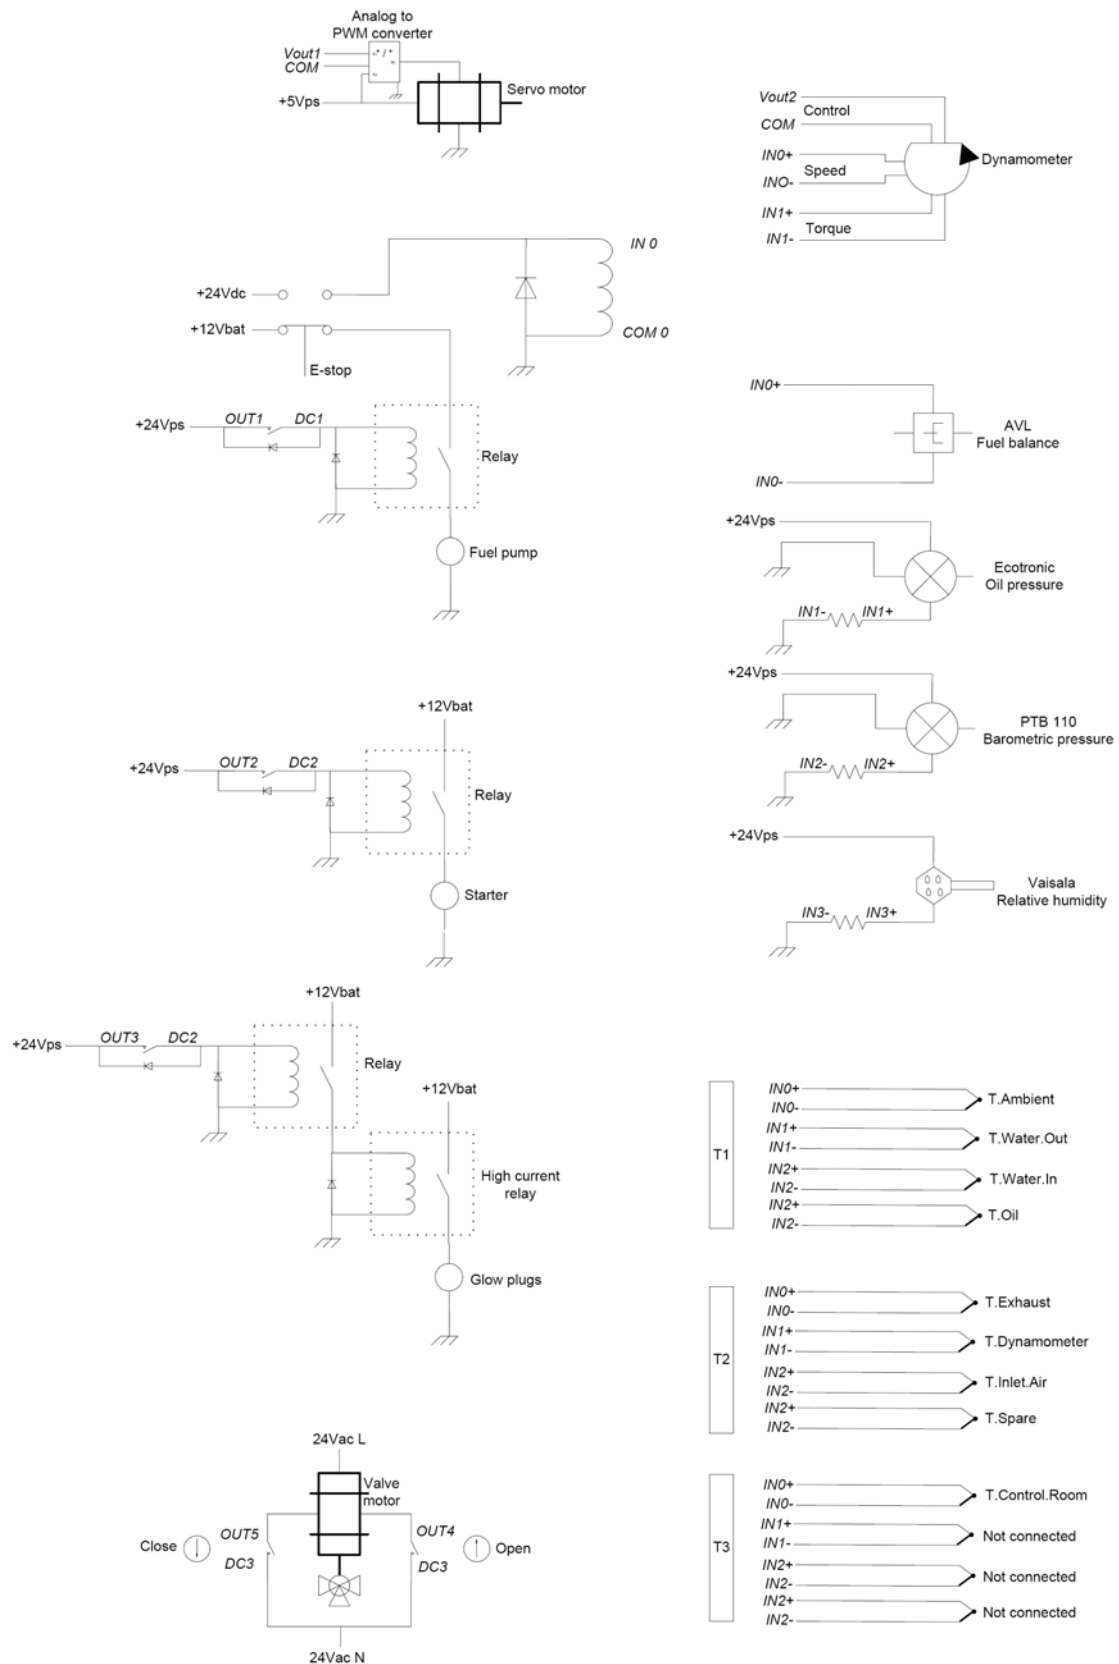 Analog to
PWM converter
Vout1
COM
+5Vps
Servo motor
Vout2
Control
COM
IN0+
Speed
INO-
IN1+
Torque
IN1-
Dynamometer
IN 0
+24Vdc
+12Vbat
COM 0
E-stop
+24Vps
OUT1
DC1
Relay
Fuel pump
IN0+
AVL
Fuel balance
IN0-
+24Vps
Ecotronic
Oil pressure
IN1-
IN1+
+24Vps
PTB 110
Barometric pressure
IN2-
IN2+
+24Vps
Vaisala
Relative humidity
IN3-
IN3+
+12Vbat
+24Vps
OUT2
DC2
Relay
Starter
+12Vbat
+24Vps
OUT3
DC2
Relay
+12Vbat
High current
relay
Glow plugs
24Vac L
Valve
motor
OUT5
Close
DC3
OUT4
Open
DC3
24Vac N
T1
IN0+
IN0-
T.Ambient
IN1+
IN1-
T.Water.Out
IN2+
IN2-
T.Water.In
IN2+
IN2-
T.Oil
T2
IN0+
IN0-
T.Exhaust
IN1+
IN1-
T.Dynamometer
IN2+
IN2-
T.Inlet.Air
IN2+
IN2-
T.Spare
T3
IN0+
IN0-
T.Control.Room
IN1+
IN1-
Not connected
IN2+
IN2-
Not connected
IN2+
IN2-
Not connected